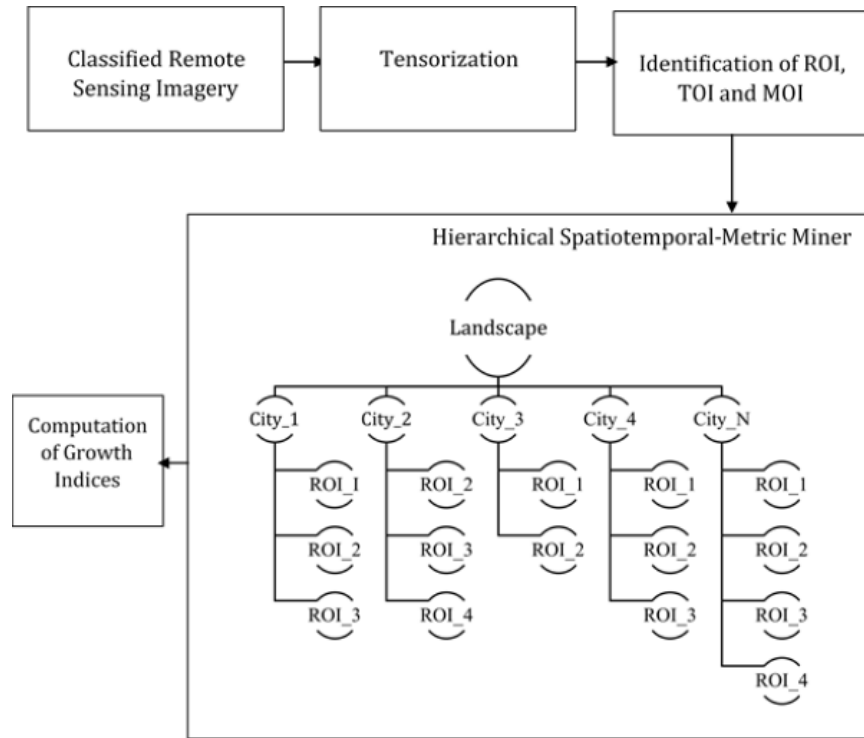 Classified Remote
Sensing Imagery
Tensorization
Identification of ROI,
TOI and MOI
Hierarchical Spatiotemporal-Metric Miner
Landscape
City_1
City_2
City_3
City_4
City_N
ROI_1
ROI_2
ROI_3
ROI_2
ROI_3
ROI_4
ROI_1
ROI_2
ROI_1
ROI_2
ROI_3
ROI_1
ROI_2
ROI_3
ROI_4
Computation
of Growth
Indices